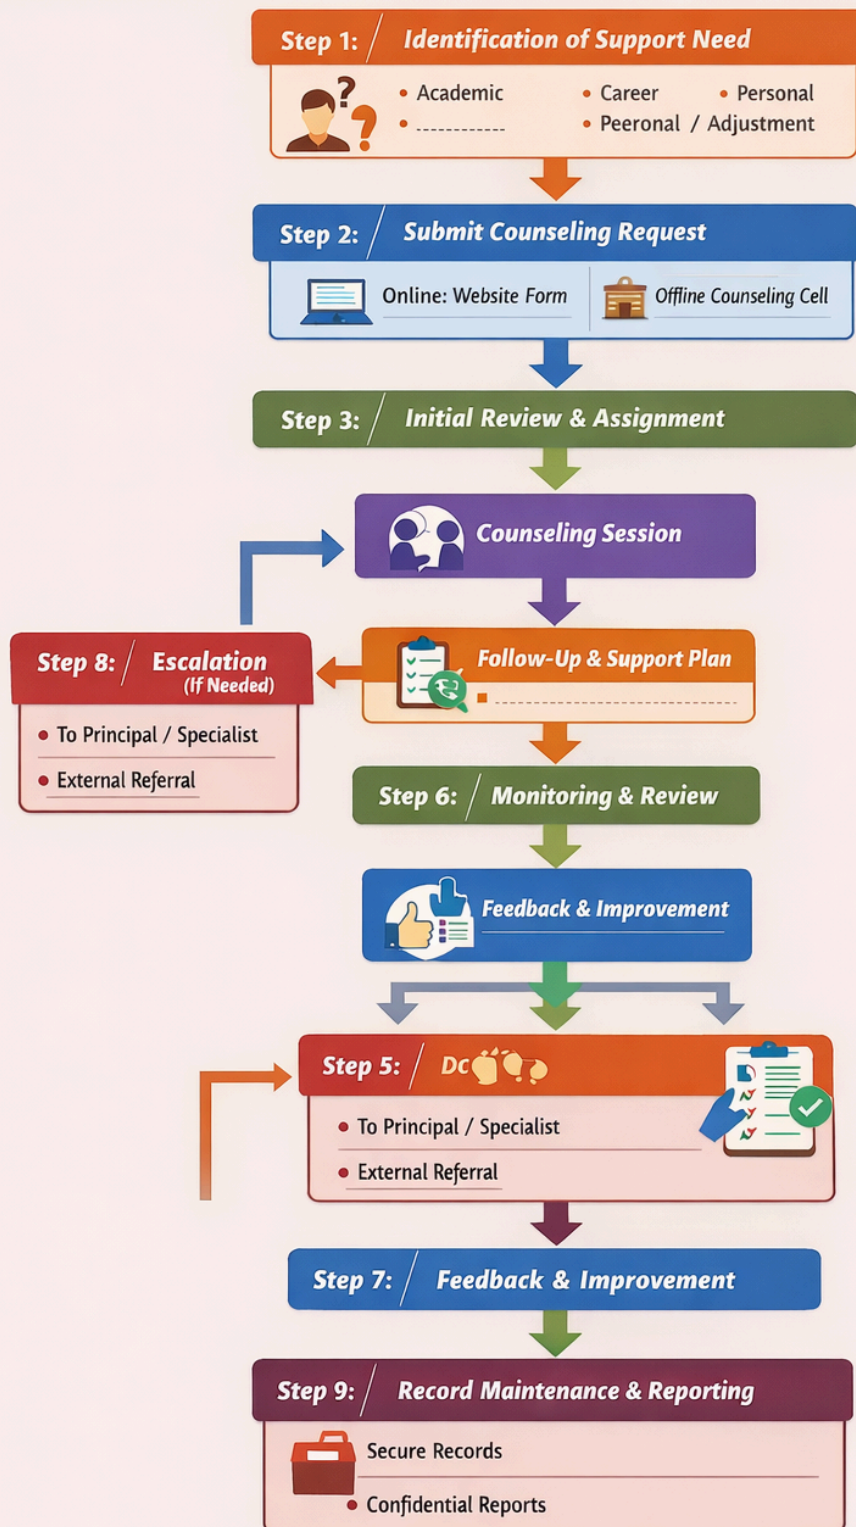 Step 1: / Identification of Support Need
• Academic • Career • Personal
• ------------ • Peeronal / Adjustment
Step 2: / Submit Counseling Request
Online: Website Form
Offline Counseling Cell
Step 3: / Initial Review & Assignment
Counseling Session
Step 8: / Escalation
(If Needed)
• To Principal / Specialist
• External Referral
Follow-Up & Support Plan
Step 6: / Monitoring & Review
Feedback & Improvement
Step 5: /
• To Principal / Specialist
• External Referral
Step 7: / Feedback & Improvement
Step 9: / Record Maintenance & Reporting
Secure Records
• Confidential Reports